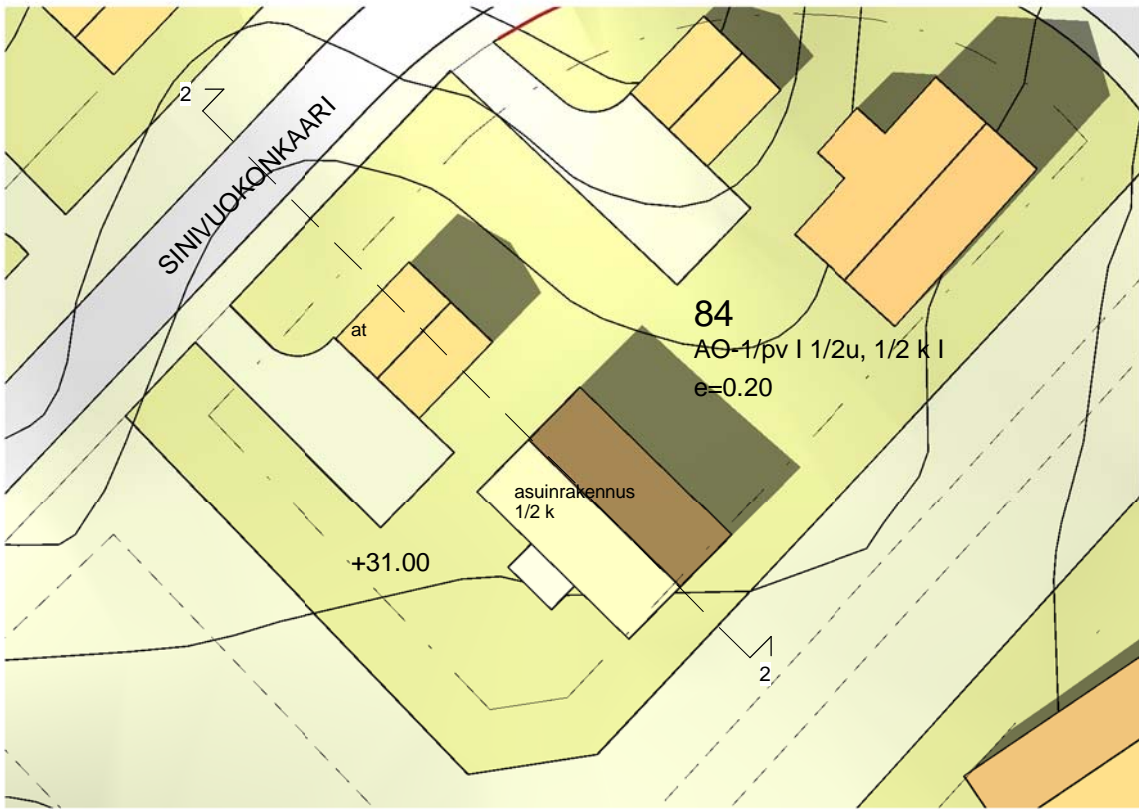 2
SINIVUOKONKAARI
84
at
AO-1/pv I 1/2u, 1/2 k I
e=0.20
asuinrakennus
1/2 k
+31.00
2